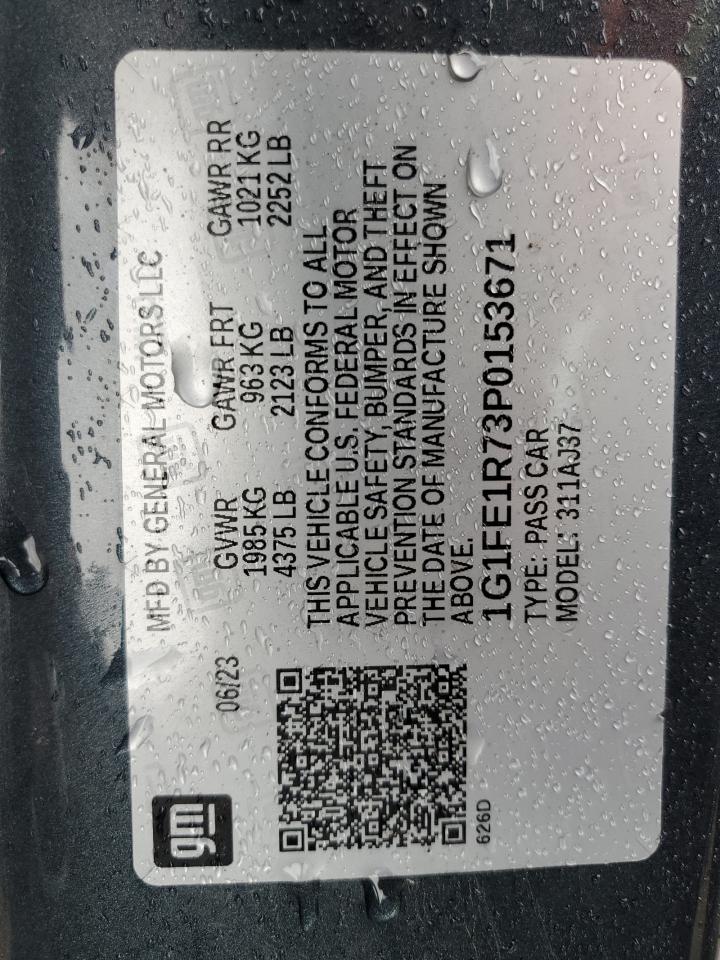 gm
06/23
MFD BY GENERAL MOTORS LLC
GVWR GAWR FRT GAWR RR
1985 KG 963 KG 1021 KG
4375 LB 2123 LB 2252 LB
THIS VEHICLE CONFORMS TO ALL
APPLICABLE U.S. FEDERAL MOTOR
VEHICLE SAFETY, BUMPER, AND THEFT
PREVENTION STANDARDS IN EFFECT ON
THE DATE OF MANUFACTURE SHOWN
ABOVE.
1G1FE1R73P0153671
TYPE: PASS CAR
MODEL: 311AJ37
626D